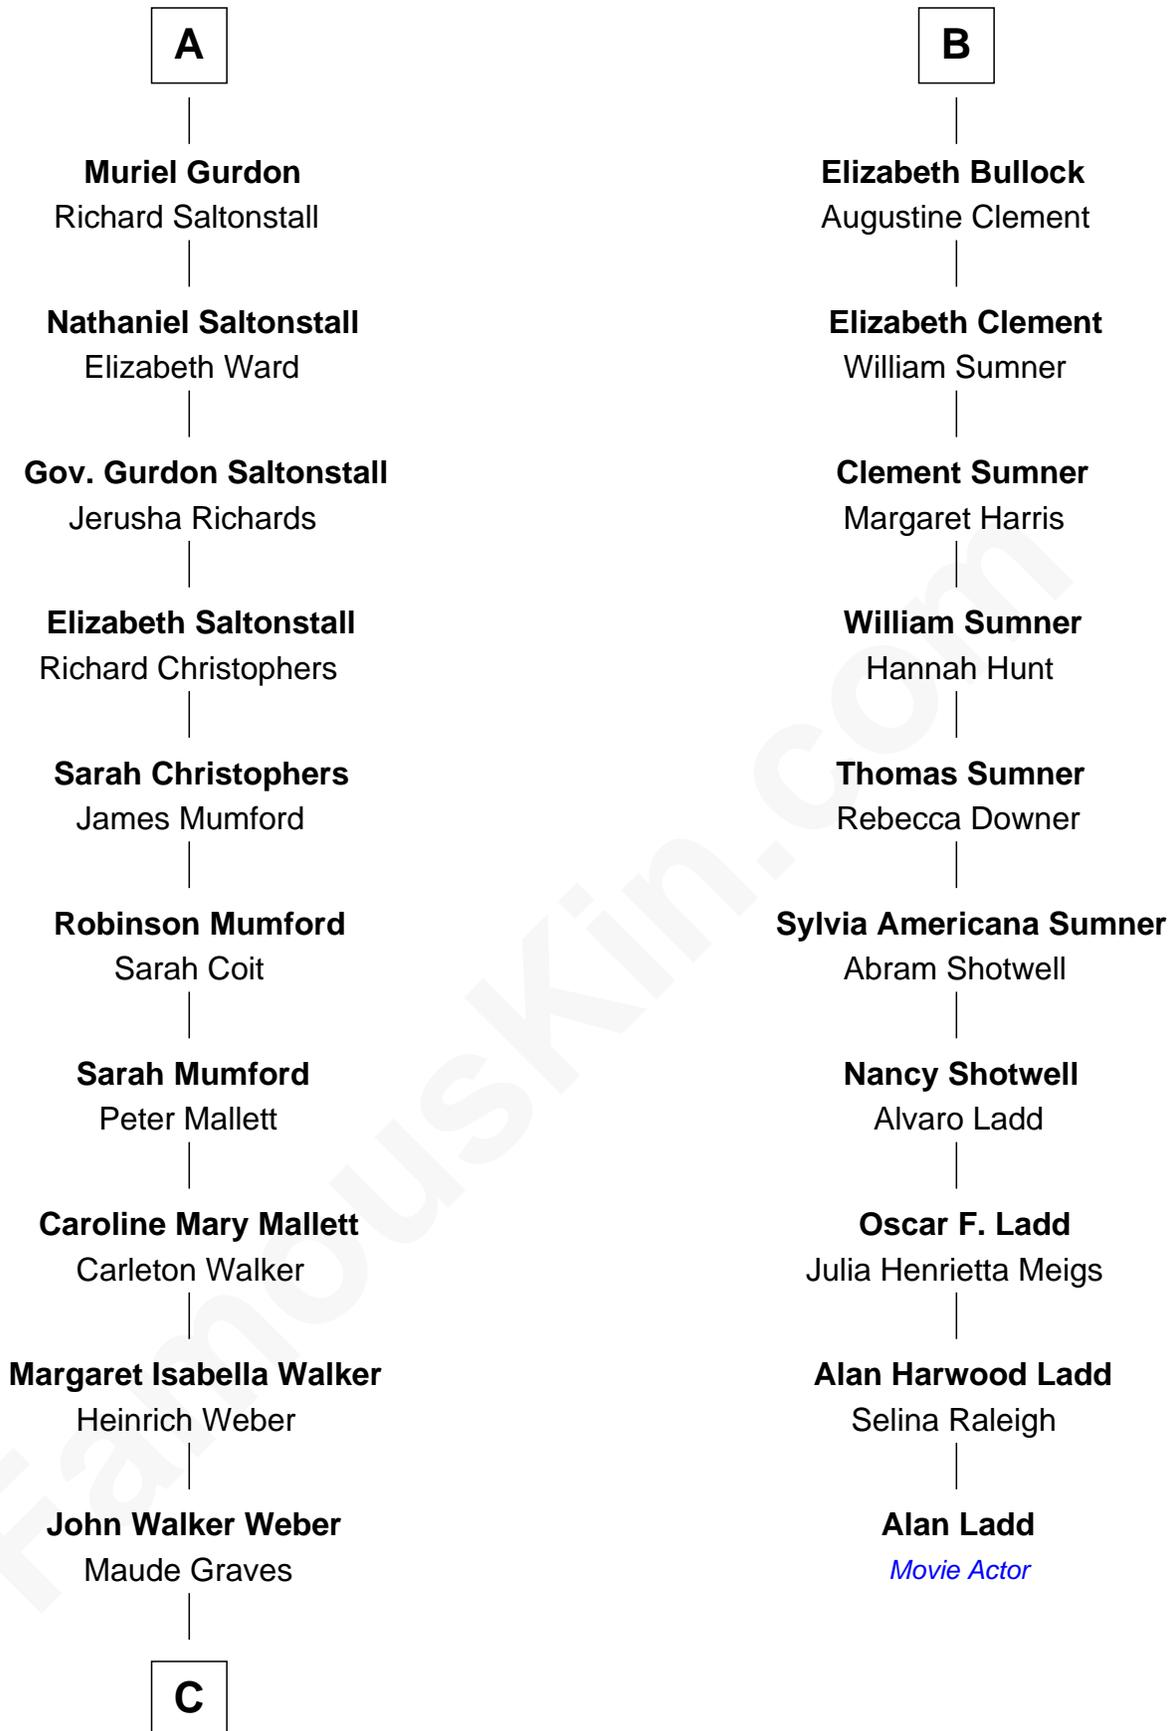 A
Muriel Gurdon
Richard Saltonstall
Nathaniel Saltonstall
Elizabeth Ward
Gov. Gurdon Saltonstall
Jerusha Richards
Elizabeth Saltonstall
Richard Christophers
Sarah Christophers
James Mumford
Robinson Mumford
Sarah Coit
Sarah Mumford
Peter Mallett
Caroline Mary Mallett
Carleton Walker
Margaret Isabella Walker
Heinrich Weber
John Walker Weber
Maude Graves
C
B
Elizabeth Bullock
Augustine Clement
Elizabeth Clement
William Sumner
Clement Sumner
Margaret Harris
William Sumner
Hannah Hunt
Thomas Sumner
Rebecca Downer
Sylvia Americana Sumner
Abram Shotwell
Nancy Shotwell
Alvaro Ladd
Oscar F. Ladd
Julia Henrietta Meigs
Alan Harwood Ladd
Selina Raleigh
Alan Ladd
Movie Actor
FamousKin.com